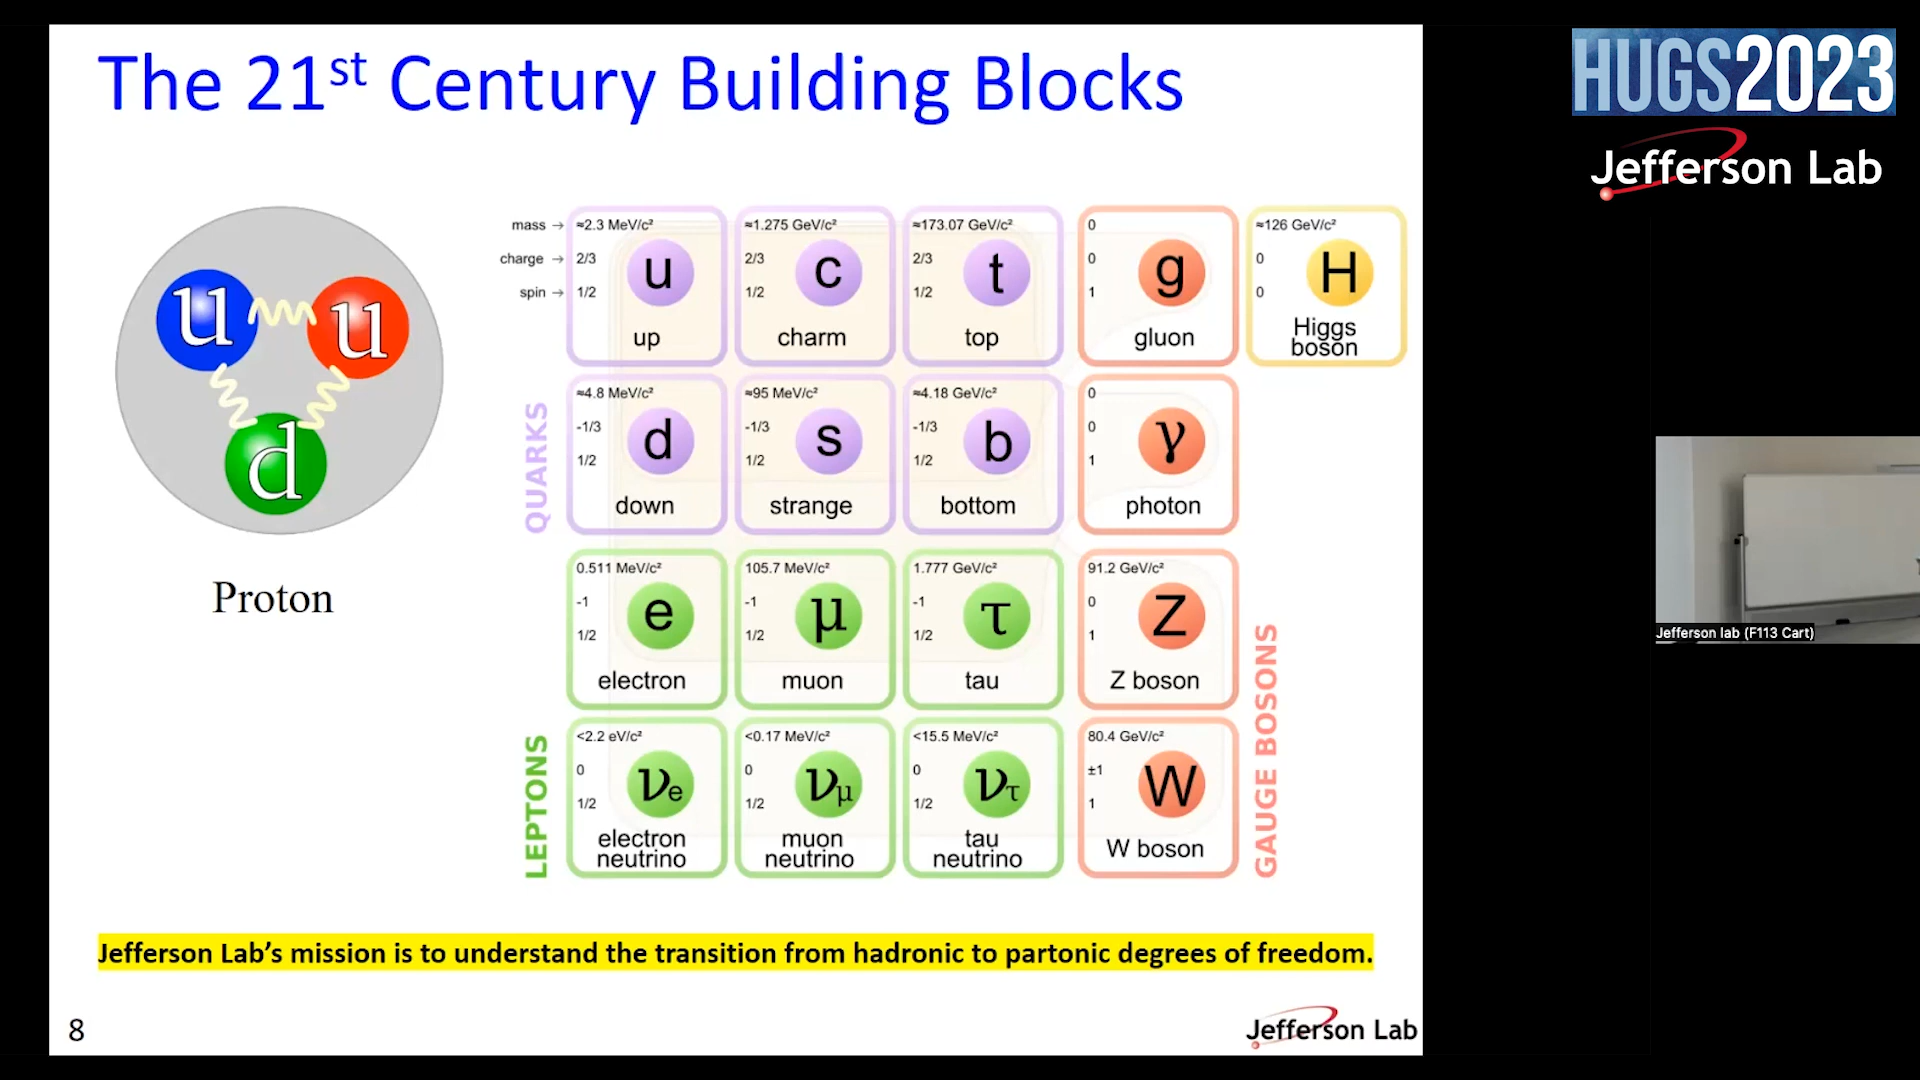 The 21st Century Building Blocks
HUGS2023
Jefferson Lab
u u
d
Proton
mass → ≈2.3 MeV/c²
charge → 2/3
spin → 1/2
u
up
≈1.275 GeV/c²
2/3
1/2
c
charm
≈173.07 GeV/c²
2/3
1/2
t
top
0
0
1
g
gluon
≈126 GeV/c²
0
0
H
Higgs
boson
QUARKS
≈4.8 MeV/c²
-1/3
1/2
d
down
≈95 MeV/c²
-1/3
1/2
s
strange
≈4.18 GeV/c²
-1/3
1/2
b
bottom
0
0
1
γ
photon
LEPTONS
0.511 MeV/c²
-1
1/2
e
electron
105.7 MeV/c²
-1
1/2
μ
muon
1.777 GeV/c²
-1
1/2
τ
tau
91.2 GeV/c²
0
1
Z
Z boson
GAUGE BOSONS
<2.2 eV/c²
0
1/2
νe
electron
neutrino
<0.17 MeV/c²
0
1/2
νμ
muon
neutrino
<15.5 MeV/c²
0
1/2
ντ
tau
neutrino
80.4 GeV/c²
±1
1
W
W boson
Jefferson lab (F113 Cart)
Jefferson Lab’s mission is to understand the transition from hadronic to partonic degrees of freedom.
8
Jefferson Lab